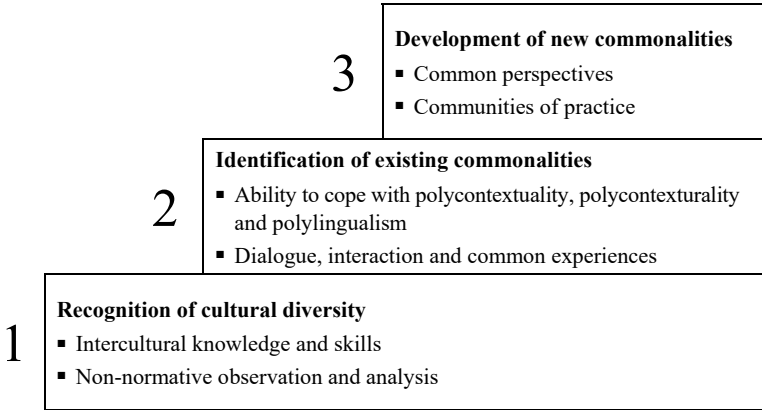 3
Development of new commonalities
▪ Common perspectives
▪ Communities of practice
2
Identification of existing commonalities
▪ Ability to cope with polycontextuality, polycontexturality
and polylingualism
▪ Dialogue, interaction and common experiences
1
Recognition of cultural diversity
▪ Intercultural knowledge and skills
▪ Non-normative observation and analysis